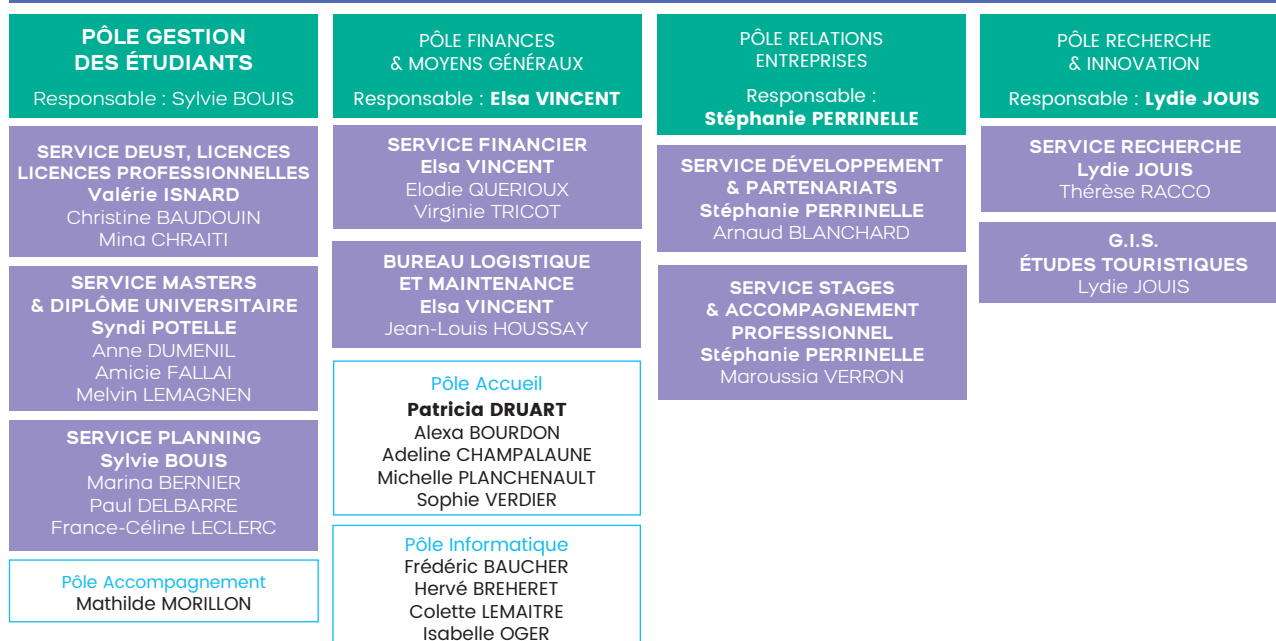 PÔLE GESTION
DES ÉTUDIANTS
Responsable : Sylvie BOUIS
SERVICE DEUST, LICENCES
LICENCES PROFESSIONNELLES
Valérie ISNARD
Christine BAUDOUIN
Mina CHRAITI
SERVICE MASTERS
& DIPLÔME UNIVERSITAIRE
Syndi POTELLE
Anne DUMENIL
Amicie FALLAI
Melvin LEMAGNEN
SERVICE PLANNING
Sylvie BOUIS
Marina BERNIER
Paul DELBARRE
France-Céline LECLERC
Pôle Accompagnement
Mathilde MORILLON
PÔLE FINANCES
& MOYENS GÉNÉRAUX
Responsable : Elsa VINCENT
SERVICE FINANCIER
Elsa VINCENT
Elodie QUERIOUX
Virginie TRICOT
BUREAU LOGISTIQUE
ET MAINTENANCE
Elsa VINCENT
Jean-Louis HOUSSAY
Pôle Accueil
Patricia DRUART
Alexa BOURDON
Adeline CHAMPALAUNE
Michelle PLANCHENAULT
Sophie VERDIER
Pôle Informatique
Frédéric BAUCHER
Hervé BREHERET
Colette LEMAITRE
Isabelle OGER
PÔLE RELATIONS
ENTREPRISES
Responsable :
Stéphanie PERRINELLE
SERVICE DÉVELOPPEMENT
& PARTENARIATS
Stéphanie PERRINELLE
Arnaud BLANCHARD
SERVICE STAGES
& ACCOMPAGNEMENT
PROFESSIONNEL
Stéphanie PERRINELLE
Maroussia VERRON
PÔLE RECHERCHE
& INNOVATION
Responsable : Lydie JOUIS
SERVICE RECHERCHE
Lydie JOUIS
Thérèse RACCO
G.I.S.
ÉTUDES TOURISTIQUES
Lydie JOUIS